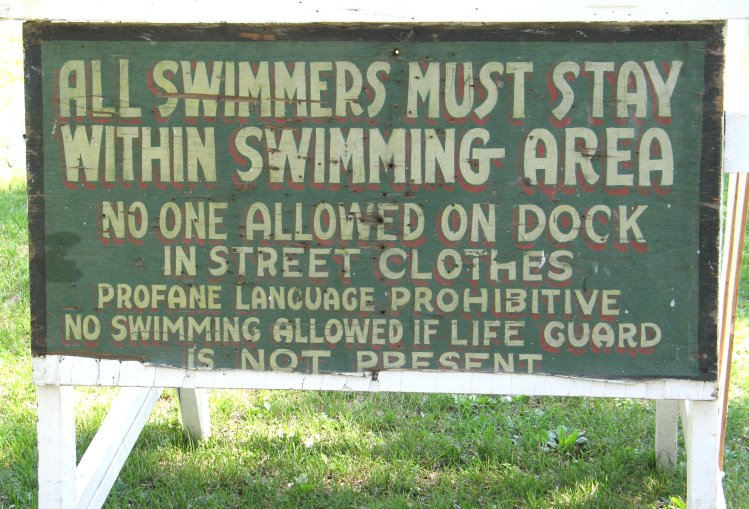 ALL SWIMMERS MUST STAY
WITHIN SWIMMING AREA
NO ONE ALLOWED ON DOCK
IN STREET CLOTHES
PROFANE LANGUAGE PROHIBITIVE
NO SWIMMING ALLOWED IF LIFE GUARD
IS NOT PRESENT